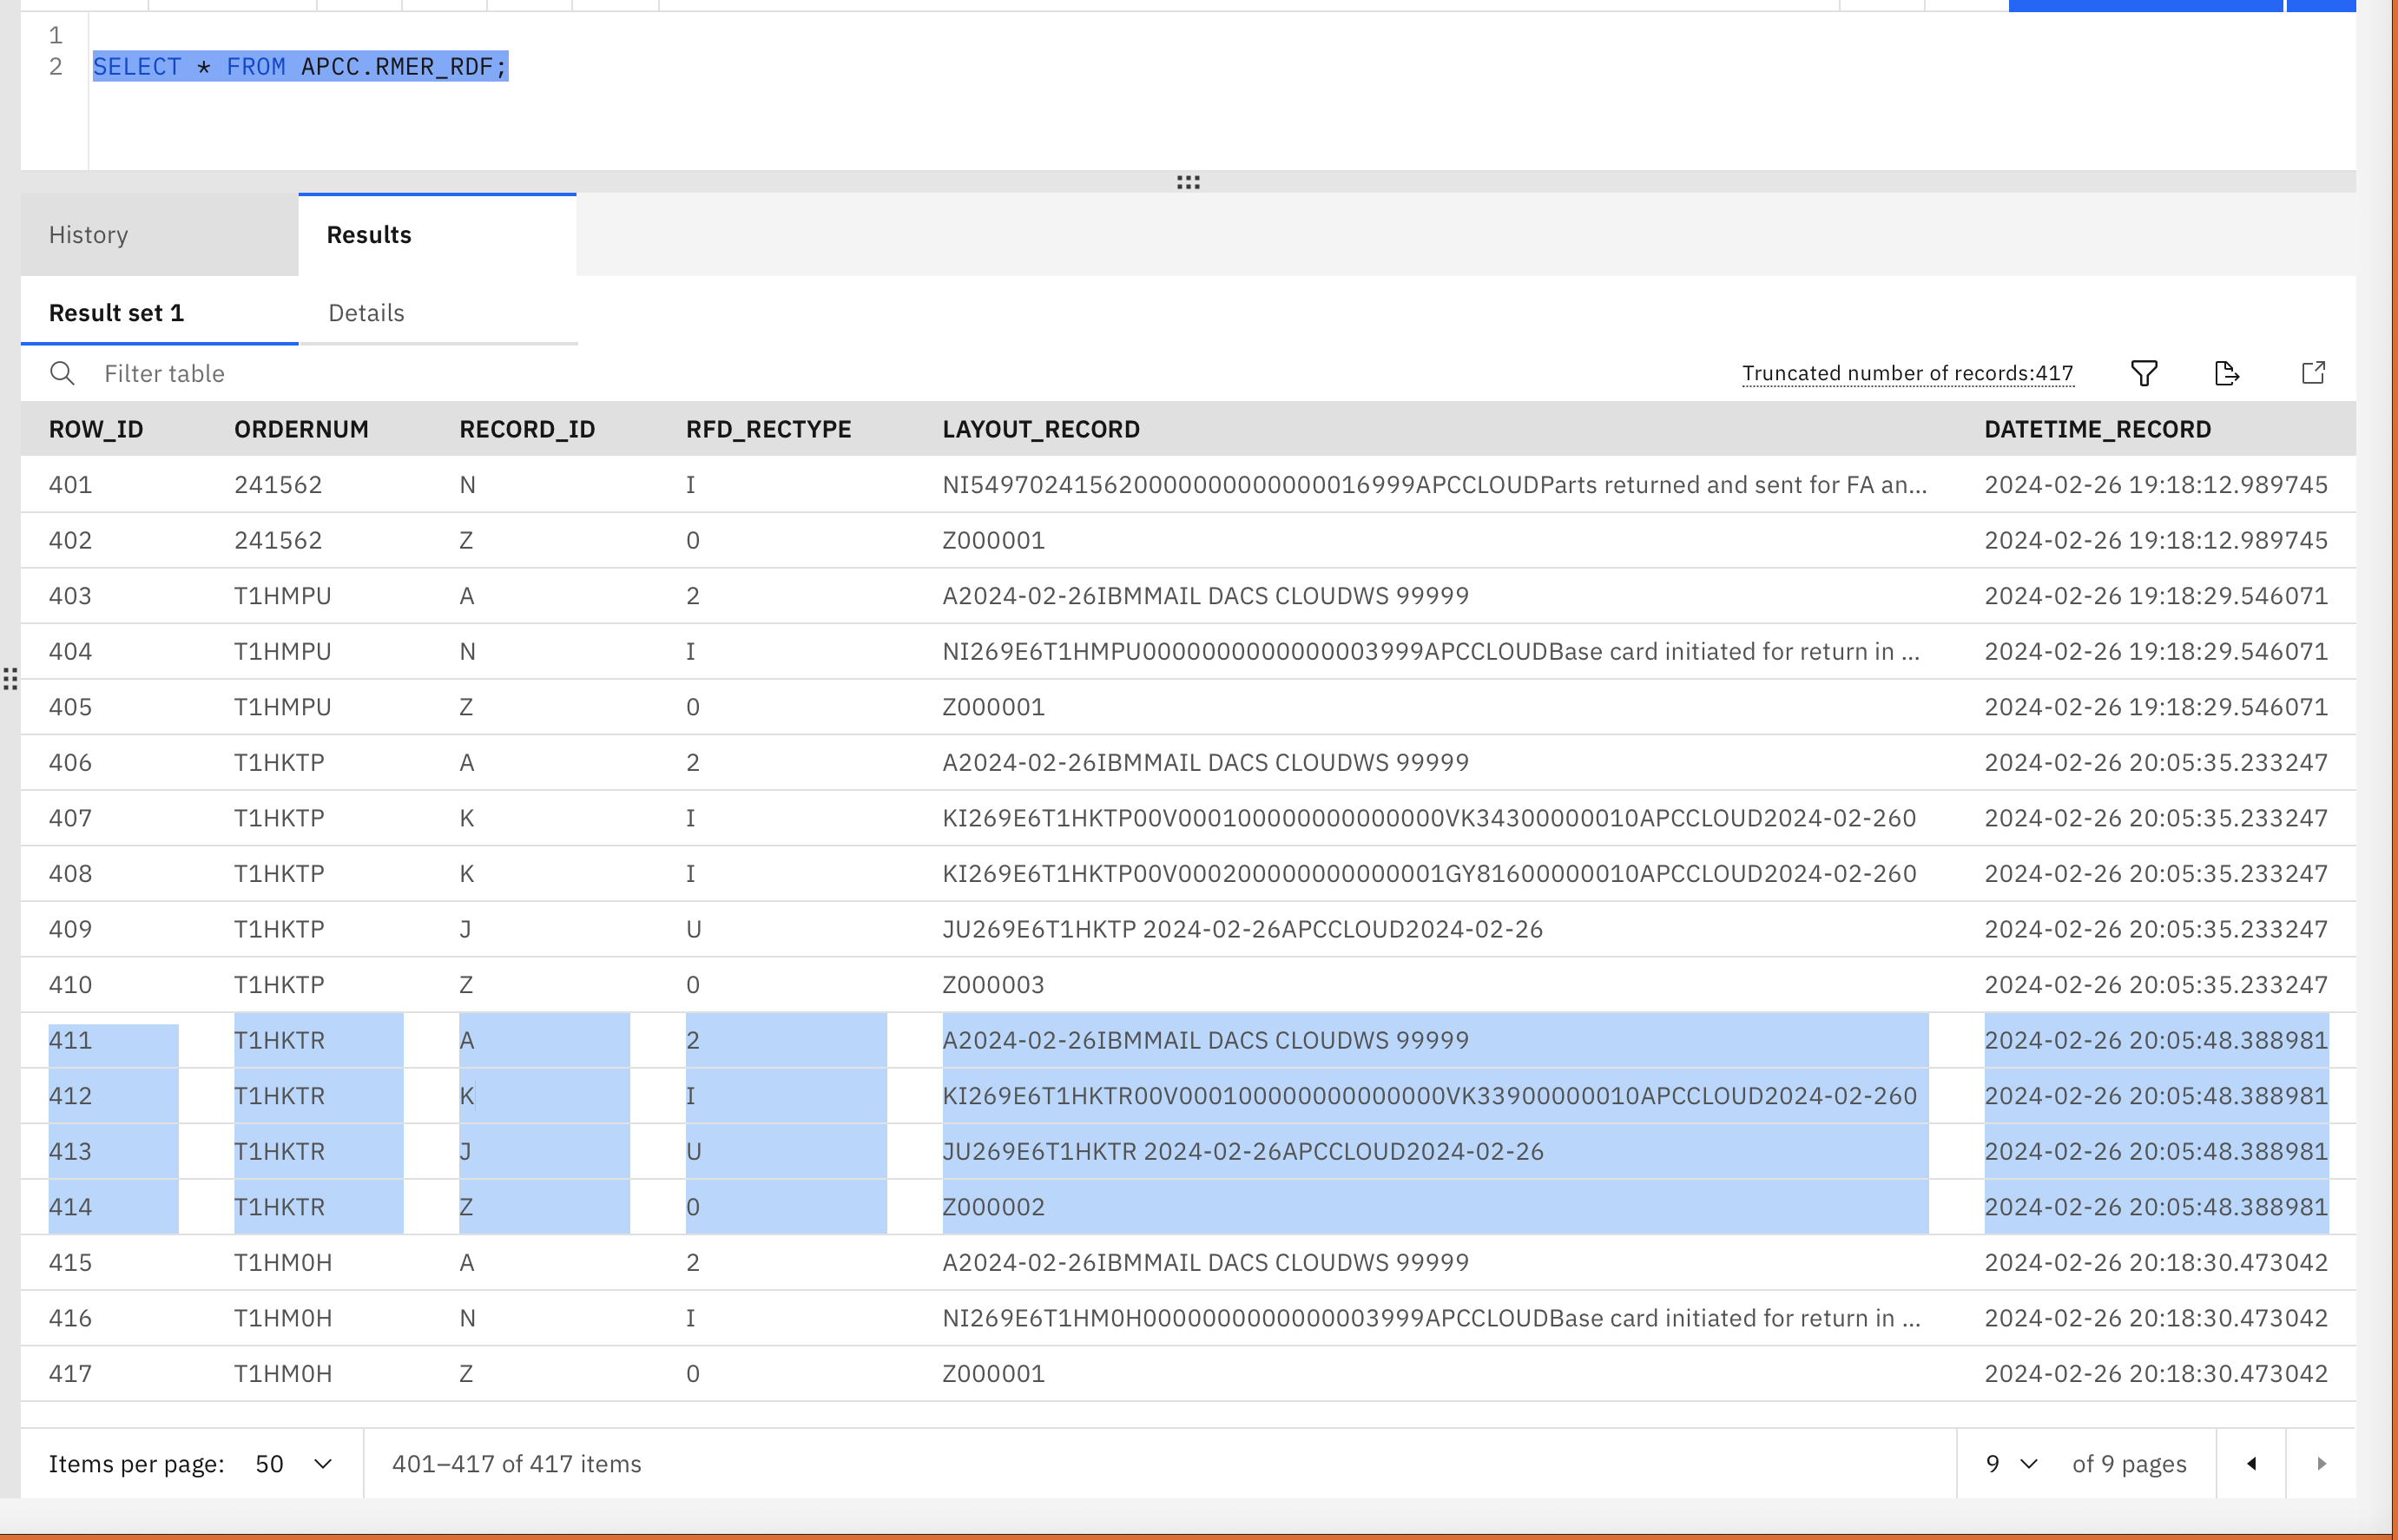 1
2 SELECT * FROM APCC.RMER_RDF;
History Results
Result set 1 Details
Filter table Truncated number of records:417
ROW_ID ORDERNUM RECORD_ID RFD_RECTYPE LAYOUT_RECORD DATETIME_RECORD
401 241562 N I NI54970241562000000000000016999APCCLOUDParts returned and sent for FA an... 2024-02-26 19:18:12.989745
402 241562 Z 0 Z000001 2024-02-26 19:18:12.989745
403 T1HMPU A 2 A2024-02-26IBMMAIL DACS CLOUDWS 99999 2024-02-26 19:18:29.546071
404 T1HMPU N I NI269E6T1HMPU0000000000000003999APCCLOUDBase card initiated for return in ... 2024-02-26 19:18:29.546071
405 T1HMPU Z 0 Z000001 2024-02-26 19:18:29.546071
406 T1HKTP A 2 A2024-02-26IBMMAIL DACS CLOUDWS 99999 2024-02-26 20:05:35.233247
407 T1HKTP K I KI269E6T1HKTP00V000100000000000000VK34300000010APCCLOUD2024-02-260 2024-02-26 20:05:35.233247
408 T1HKTP K I KI269E6T1HKTP00V000200000000000001GY81600000010APCCLOUD2024-02-260 2024-02-26 20:05:35.233247
409 T1HKTP J U JU269E6T1HKTP 2024-02-26APCCLOUD2024-02-26 2024-02-26 20:05:35.233247
410 T1HKTP Z 0 Z000003 2024-02-26 20:05:35.233247
411 T1HKTR A 2 A2024-02-26IBMMAIL DACS CLOUDWS 99999 2024-02-26 20:05:48.388981
412 T1HKTR K I KI269E6T1HKTR00V000100000000000000VK33900000010APCCLOUD2024-02-260 2024-02-26 20:05:48.388981
413 T1HKTR J U JU269E6T1HKTR 2024-02-26APCCLOUD2024-02-26 2024-02-26 20:05:48.388981
414 T1HKTR Z 0 Z000002 2024-02-26 20:05:48.388981
415 T1HM0H A 2 A2024-02-26IBMMAIL DACS CLOUDWS 99999 2024-02-26 20:18:30.473042
416 T1HM0H N I NI269E6T1HM0H0000000000000003999APCCLOUDBase card initiated for return in ... 2024-02-26 20:18:30.473042
417 T1HM0H Z 0 Z000001 2024-02-26 20:18:30.473042
Items per page: 50 401–417 of 417 items 9 of 9 pages